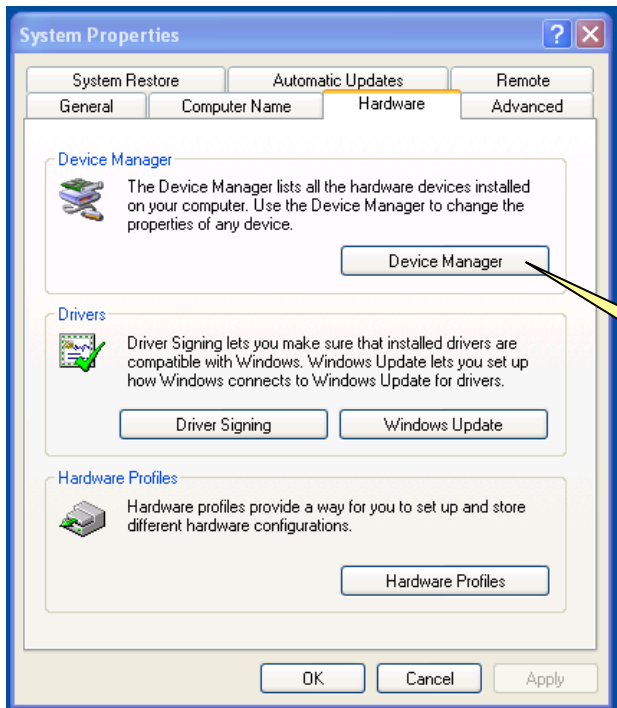 System Properties
System Restore Automatic Updates Remote
General Computer Name Hardware Advanced
Device Manager
The Device Manager lists all the hardware devices installed
on your computer. Use the Device Manager to change the
properties of any device.
Device Manager
Drivers
Driver Signing lets you make sure that installed drivers are
compatible with Windows. Windows Update lets you set up
how Windows connects to Windows Update for drivers.
Driver Signing Windows Update
Hardware Profiles
Hardware profiles provide a way for you to set up and store
different hardware configurations.
Hardware Profiles
OK Cancel Apply